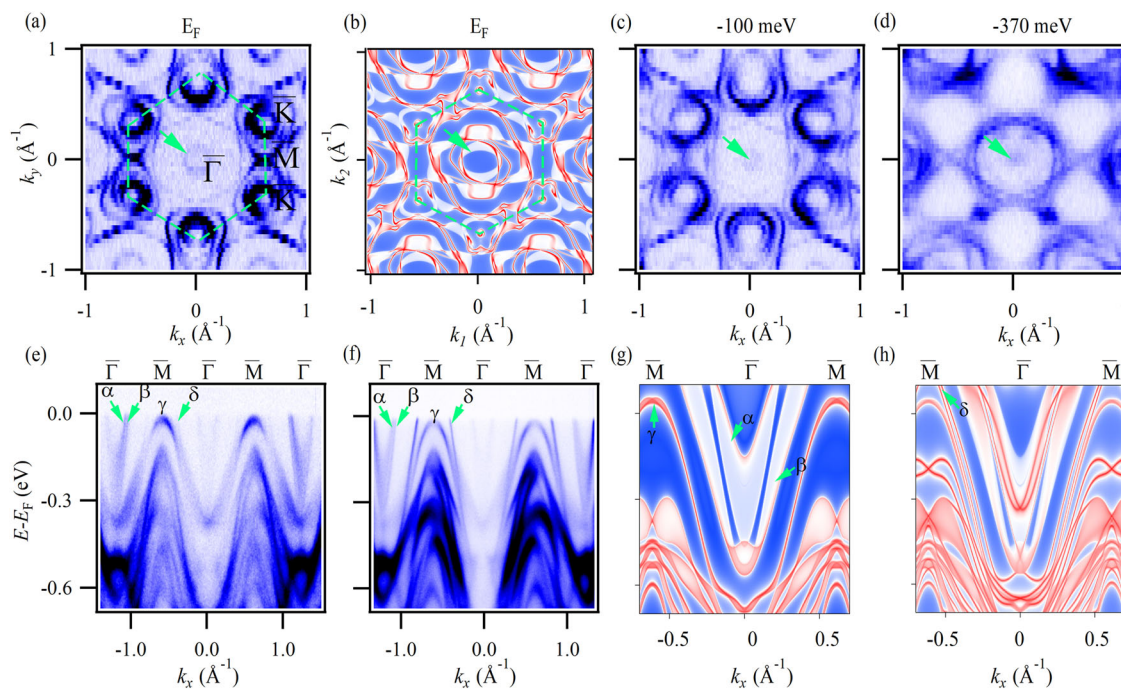 (a) E_F (b) E_F (c) -100 meV (d) -370 meV
1 0 -1
k_y (Å⁻¹)
K̅
M
Γ̅
K̅
-1 0 1
k_x (Å⁻¹)
1 0 -1
k_2 (Å⁻¹)
-1 0 1
k_1 (Å⁻¹)
-1 0 1
k_x (Å⁻¹)
-1 0 1
k_x (Å⁻¹)
(e) Γ̅ M̅ Γ̅ M̅ Γ̅
α β γ δ
0.0
-0.3
-0.6
E-E_F (eV)
-1.0 0.0 1.0
k_x (Å⁻¹)
(f) Γ̅ M̅ Γ̅ M̅ Γ̅
α β γ δ
-1.0 0.0 1.0
k_x (Å⁻¹)
(g) M̅ Γ̅ M̅
γ α β
-0.5 0 0.5
k_x (Å⁻¹)
(h) M̅ Γ̅ M̅
δ
-0.5 0 0.5
k_x (Å⁻¹)